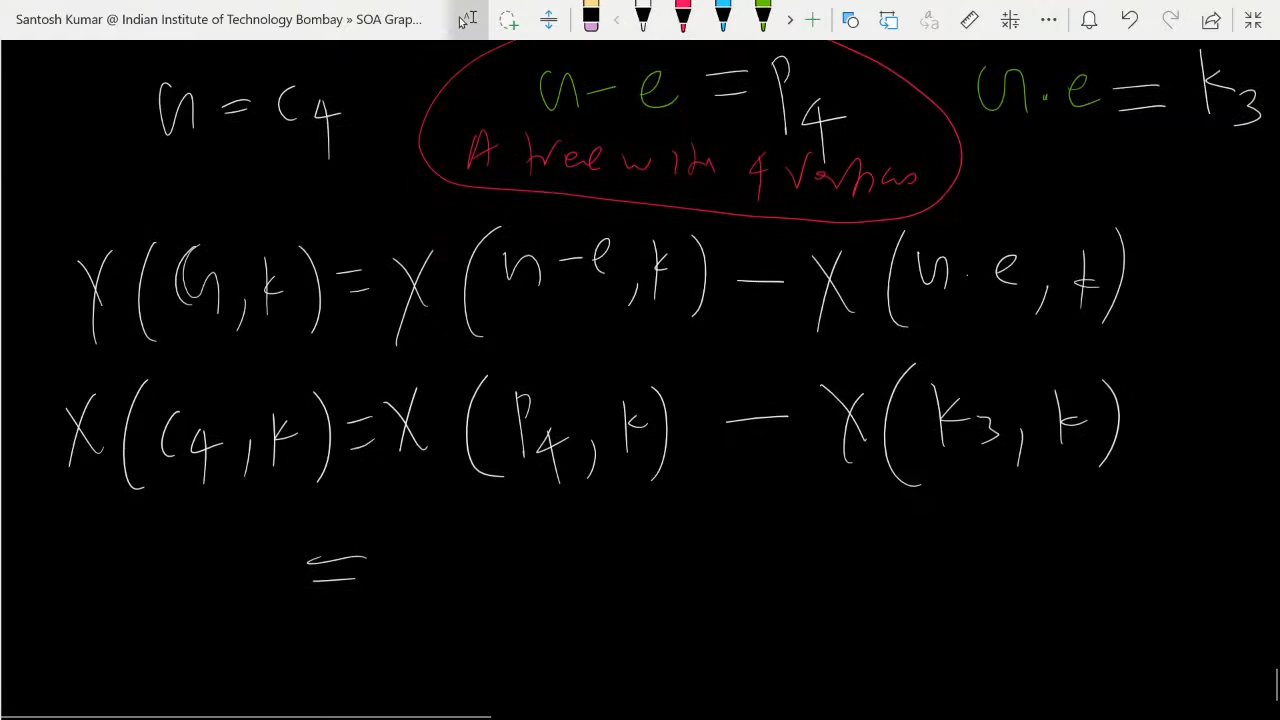 Santosh Kumar @ Indian Institute of Technology Bombay » SOA Grap...
G = C4 G - e = P4 G · e = K3
A tree with 4 vertices
χ(G, k) = χ(G - e, k) - χ(G · e, k)
χ(C4, k) = χ(P4, k) - χ(K3, k)
=